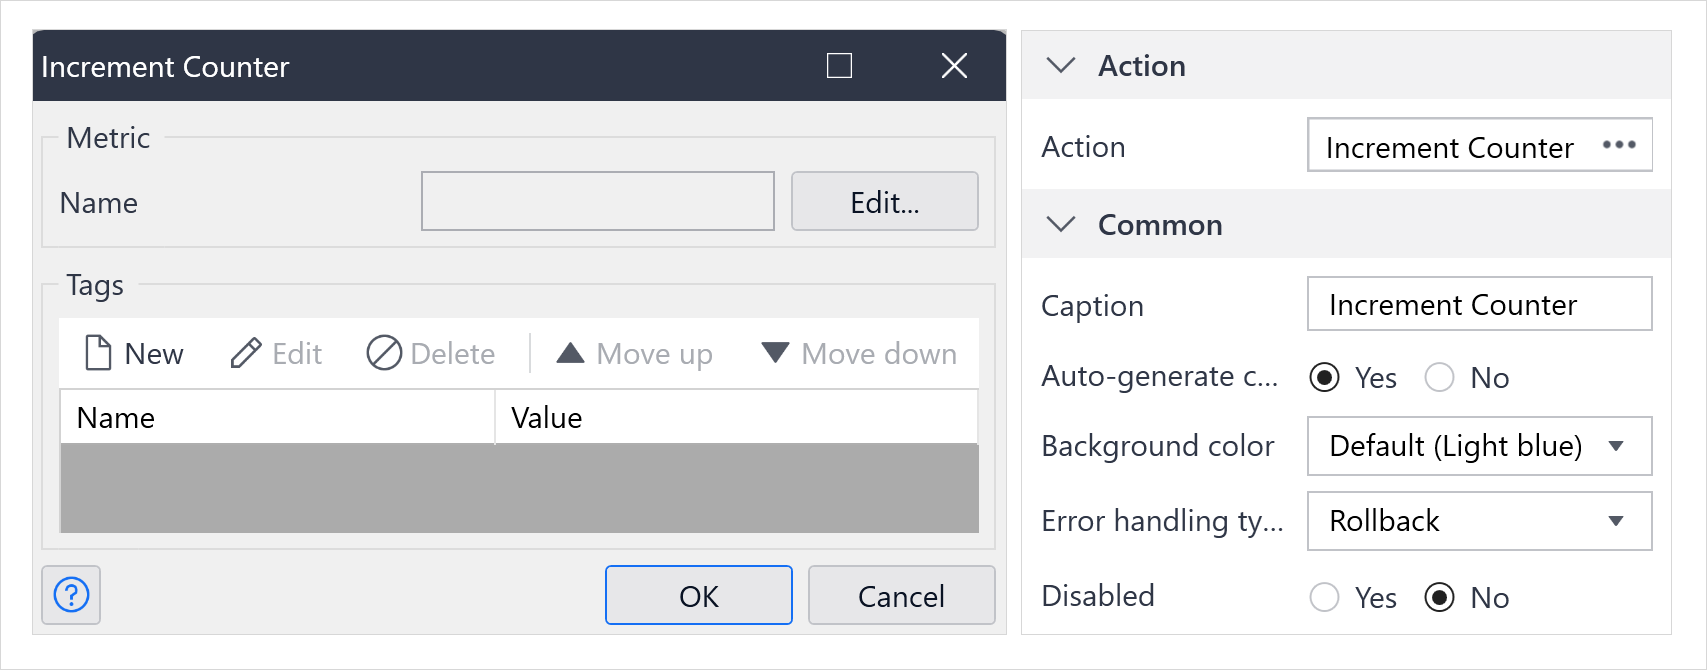 Increment Counter
Metric
Name
Edit...
Tags
New Edit Delete Move up Move down
Name Value
? OK Cancel
Action
Action Increment Counter •••
Common
Caption Increment Counter
Auto-generate c... Yes No
Background color Default (Light blue)
Error handling ty... Rollback
Disabled Yes No